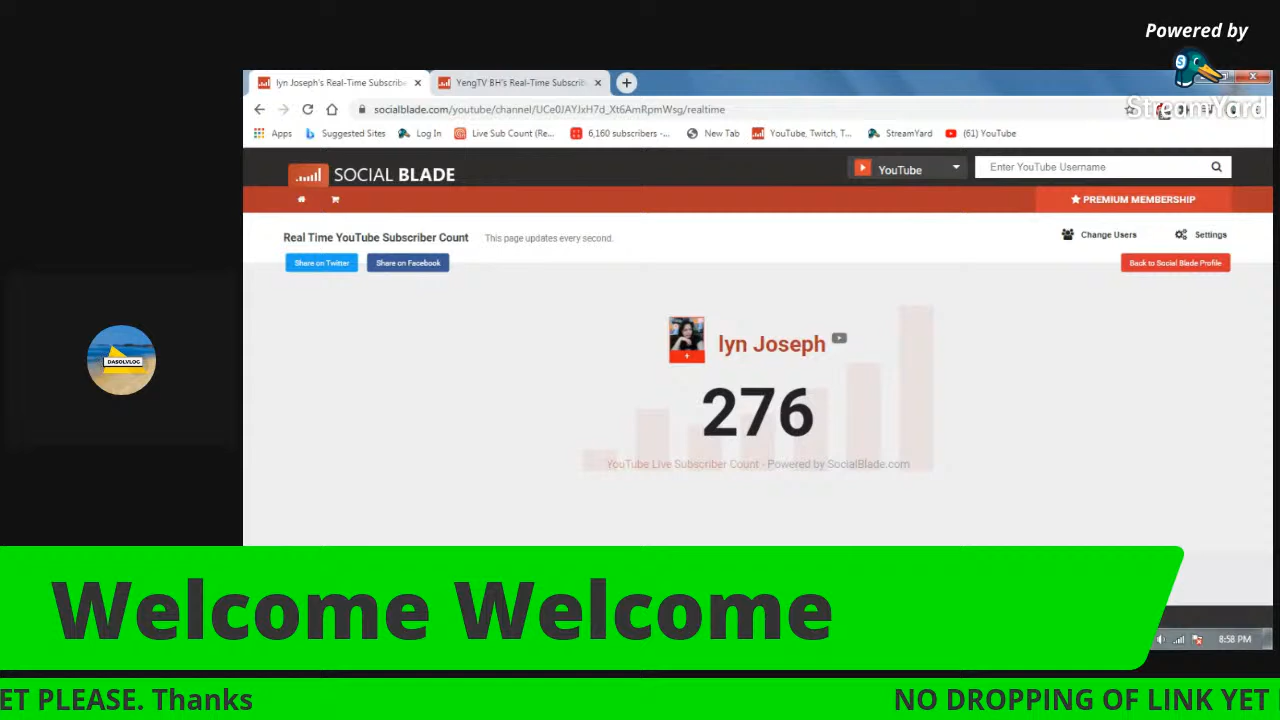 Powered by
StreamYard
lyn Joseph's Real-Time Subscribe
YengTV BH's Real-Time Subscrib
socialblade.com/youtube/channel/UCe0JAYJxH7d_Xt6AmRpmWsg/realtime
Apps
Suggested Sites
Log In
Live Sub Count (Re...
6,160 subscribers -...
New Tab
YouTube, Twitch, T...
StreamYard
(61) YouTube
SOCIAL BLADE
YouTube
Enter YouTube Username
PREMIUM MEMBERSHIP
Real Time YouTube Subscriber Count
This page updates every second.
Change Users
Settings
Share on Twitter
Share on Facebook
Back to Social Blade Profile
lyn Joseph
276
YouTube Live Subscriber Count - Powered by SocialBlade.com
DASOLVLOG
Welcome Welcome
8:58 PM
ET PLEASE. Thanks
NO DROPPING OF LINK YET